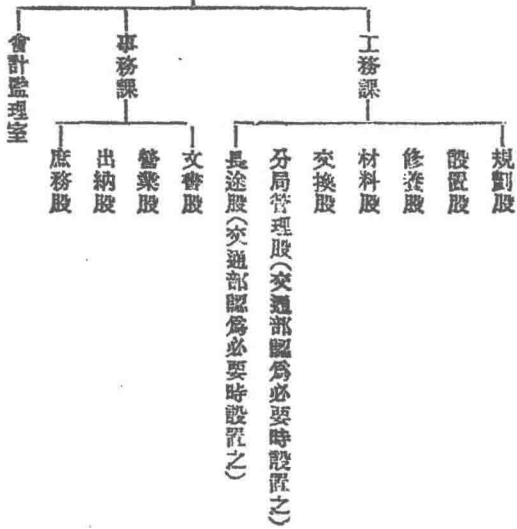 工務課
規劃股
設置股
修養股
材料股
交換股
分局管理股(交通部認爲必要時設置之)
長途股(交通部認爲必要時設置之)
事務課
文書股
營業股
出納股
庶務股
會計監理室